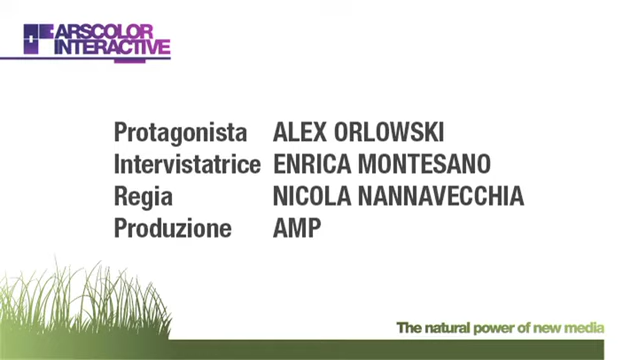 ARSCOLOR
INTERACTIVE
Protagonista ALEX ORLOWSKI
Intervistatrice ENRICA MONTESANO
Regia NICOLA NANNAVECCHIA
Produzione AMP
The natural power of new media